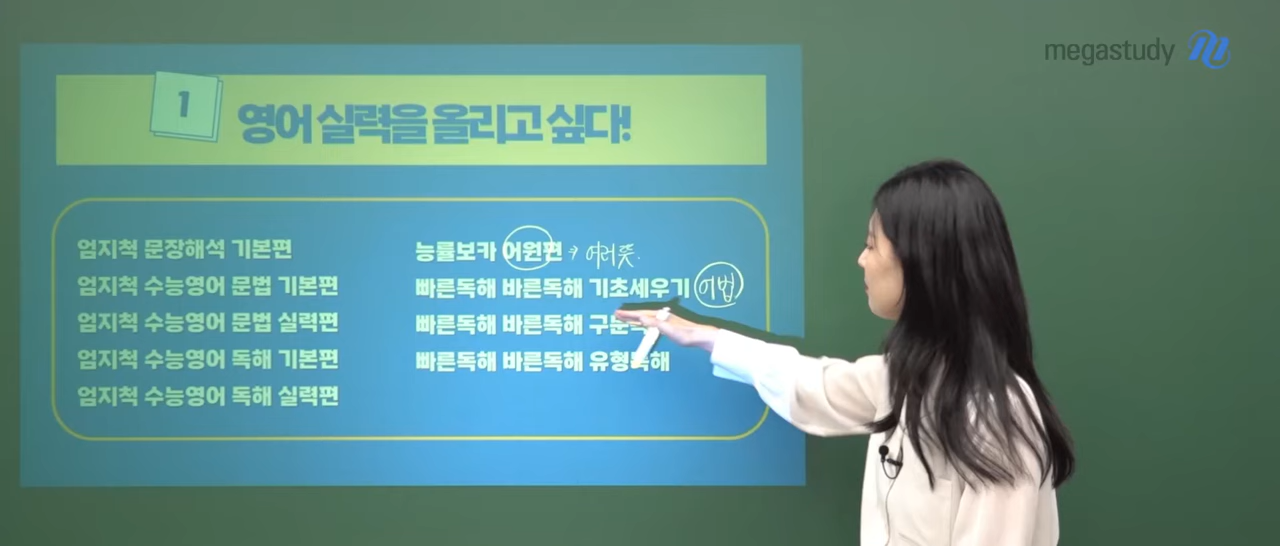 megastudy
1
영어 실력을 올리고 싶다!
엄지척 문장해석 기본편
엄지척 수능영어 문법 기본편
엄지척 수능영어 문법 실력편
엄지척 수능영어 독해 기본편
엄지척 수능영어 독해 실력편
능률보카 어원편 → 여러 뜻.
빠른독해 바른독해 기초세우기 어법
빠른독해 바른독해
빠른독해 바른독해 유형독해